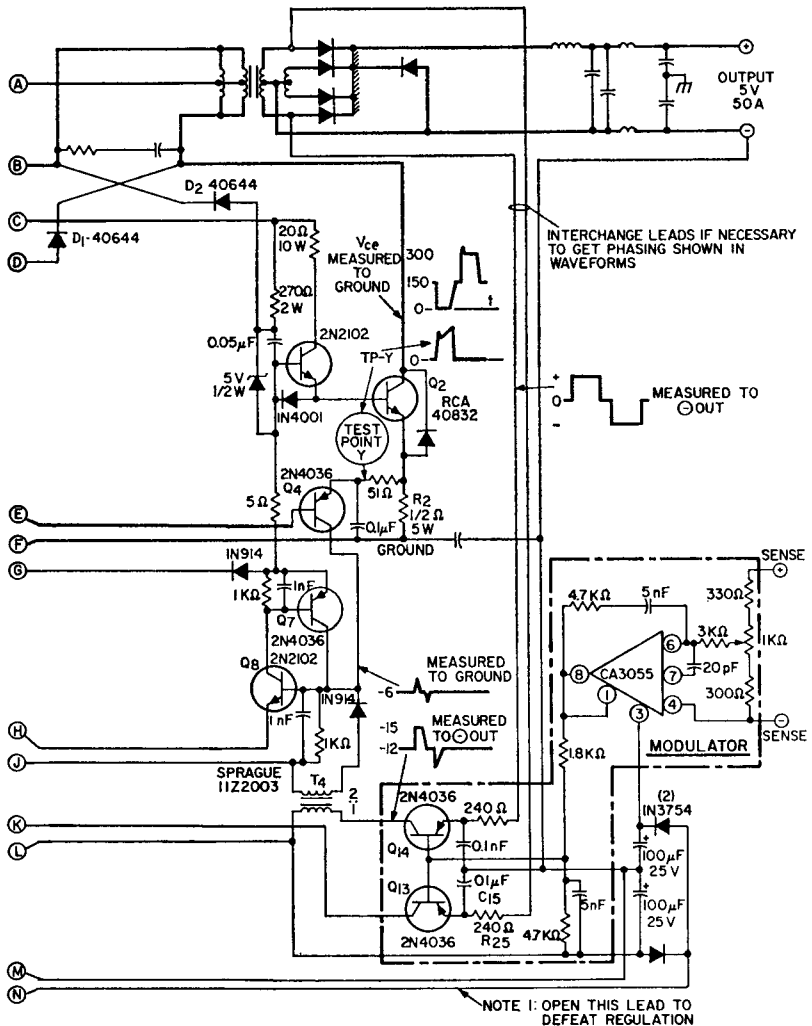 A
+
OUTPUT
5V
50A
−
B
D2 40644
C
D1-40644
D
INTERCHANGE LEADS IF NECESSARY
TO GET PHASING SHOWN IN
WAVEFORMS
20Ω
10W
Vce
MEASURED
TO
GROUND
300
150
0
t
270Ω
2W
0.05μF
2N2102
TP-Y
0
5V
1/2W
IN4001
Q2
RCA
40832
+
0
−
MEASURED TO
⊖OUT
TEST
POINT
Y
2N4036
Q4
5Ω
51Ω
R2
1/2Ω
5W
0.1μF
E
F
GROUND
G
IN914
1KΩ
1nF
Q7
2N4036
2N2102
Q8
SENSE
+
330Ω
4.7KΩ
5nF
3KΩ
1KΩ
6
CA3055
8
7
20pF
1
4
3
300Ω
−
SENSE
MODULATOR
MEASURED
TO GROUND
-6
IN914
1nF
1KΩ
-15
-12
MEASURED
TO⊖OUT
H
J
SPRAGUE
11Z2003
T4
2:1
1.8KΩ
(2)
IN3754
K
L
2N4036
240Ω
Q14
0.1nF
+
100μF
25V
Q13
0.1μF
C15
+
100μF
25V
5nF
2N4036
240Ω
R25
4.7KΩ
M
N
NOTE 1: OPEN THIS LEAD TO
DEFEAT REGULATION